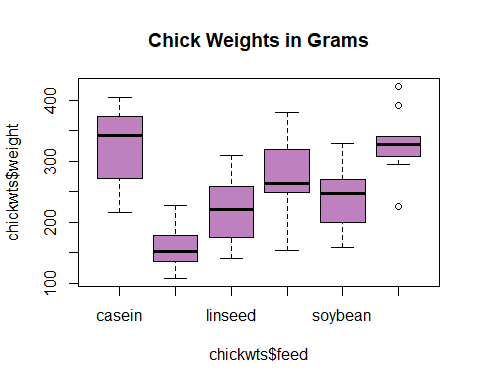 Chick Weights in Grams
chickwts$weight
400
300
200
100
casein
linseed
soybean
chickwts$feed